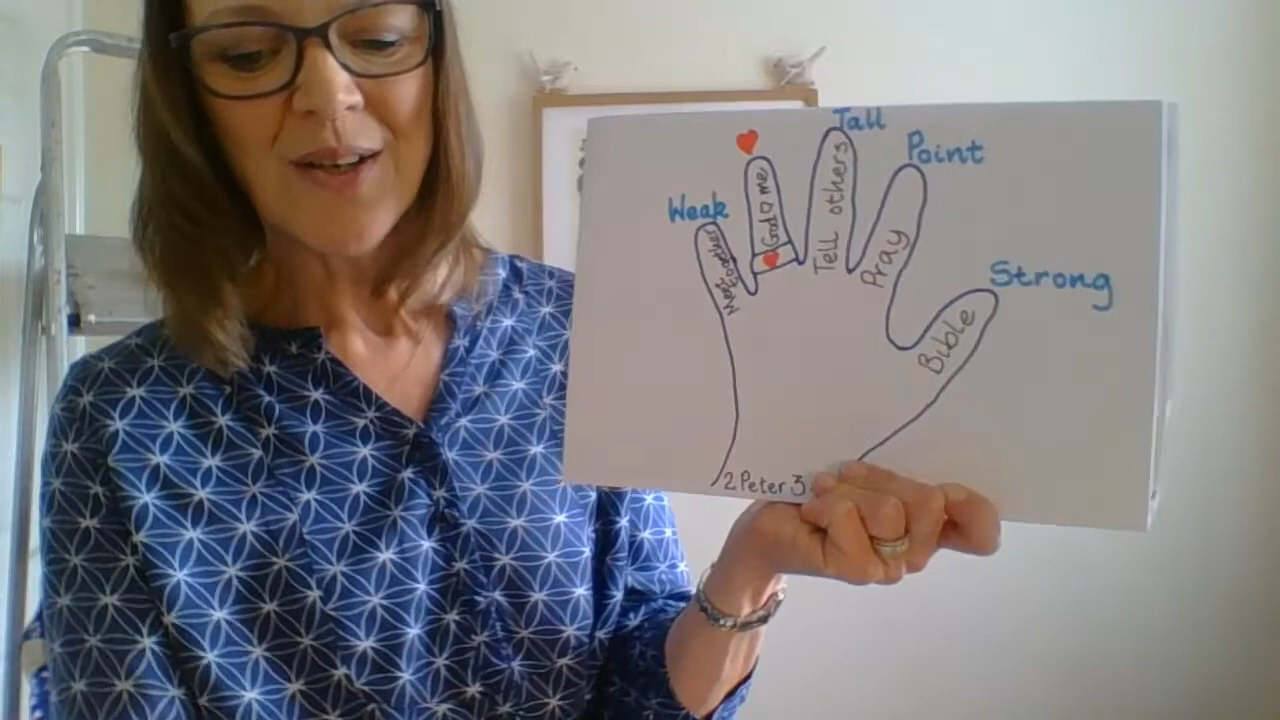 Tall
Point
Weak
Strong
Meet together
God ♡ me
Tell others
Pray
Bible
2 Peter 3